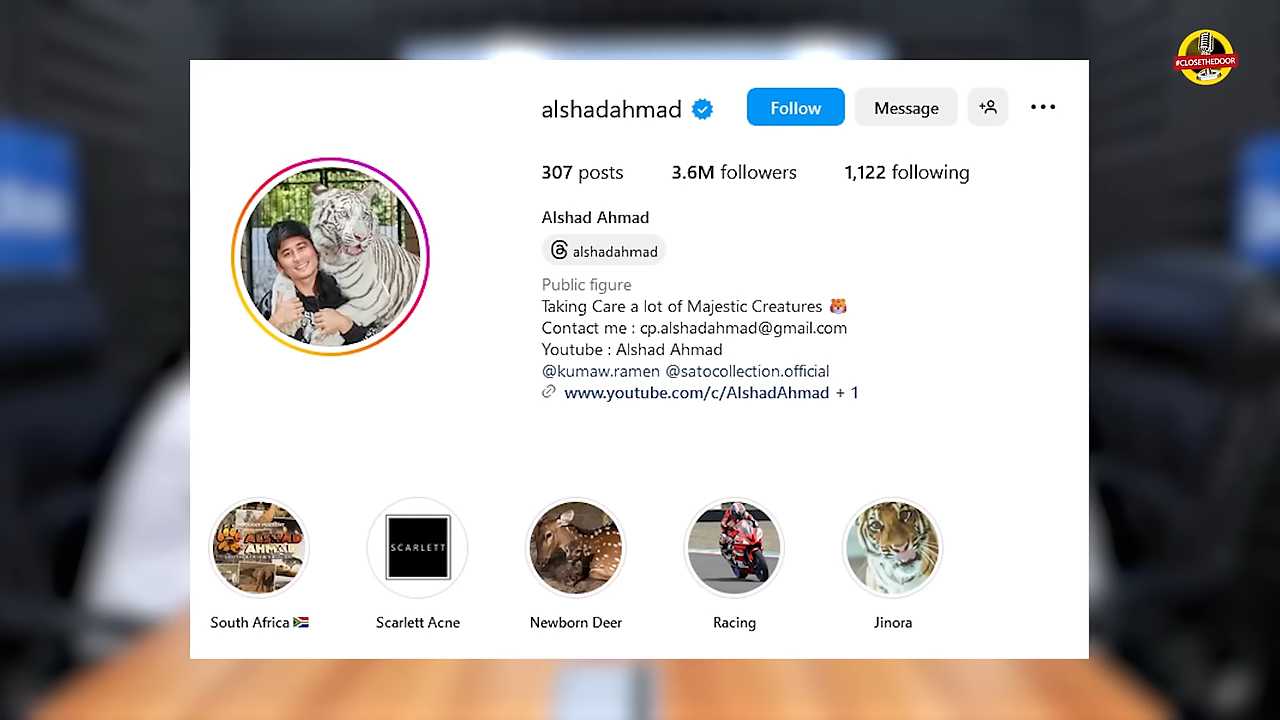 #CLOSETHEDOOR
alshadahmad
Follow
Message
307 posts
3.6M followers
1,122 following
Alshad Ahmad
alshadahmad
Public figure
Taking Care a lot of Majestic Creatures 🐯
Contact me : cp.alshadahmad@gmail.com
Youtube : Alshad Ahmad
@kumaw.ramen @satocollection.official
www.youtube.com/c/AlshadAhmad + 1
ALSHAD
AHMAD
SCARLETT
South Africa 🇿🇦
Scarlett Acne
Newborn Deer
Racing
Jinora